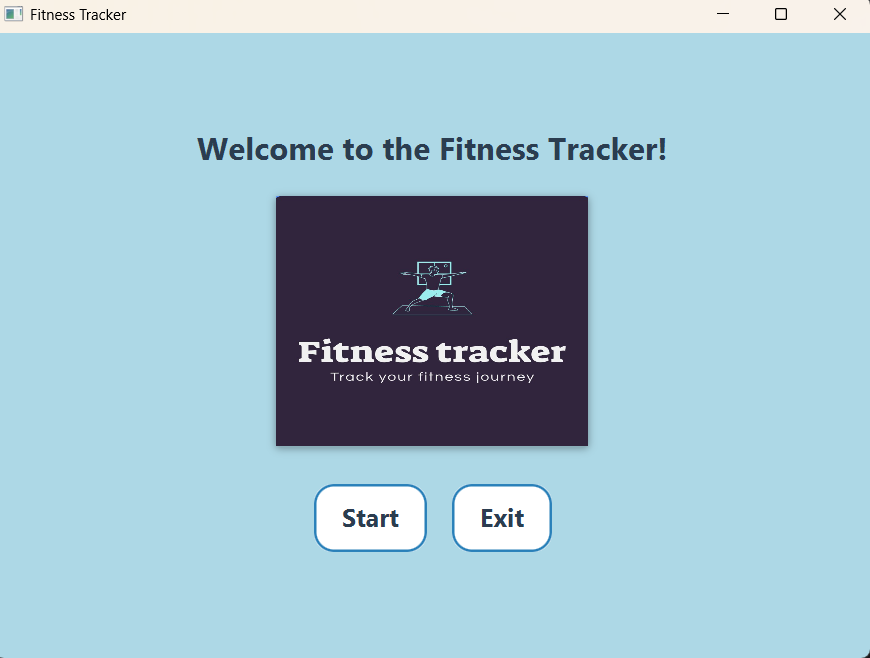 Fitness Tracker
Welcome to the Fitness Tracker!
Fitness tracker
Track your fitness journey
Start
Exit